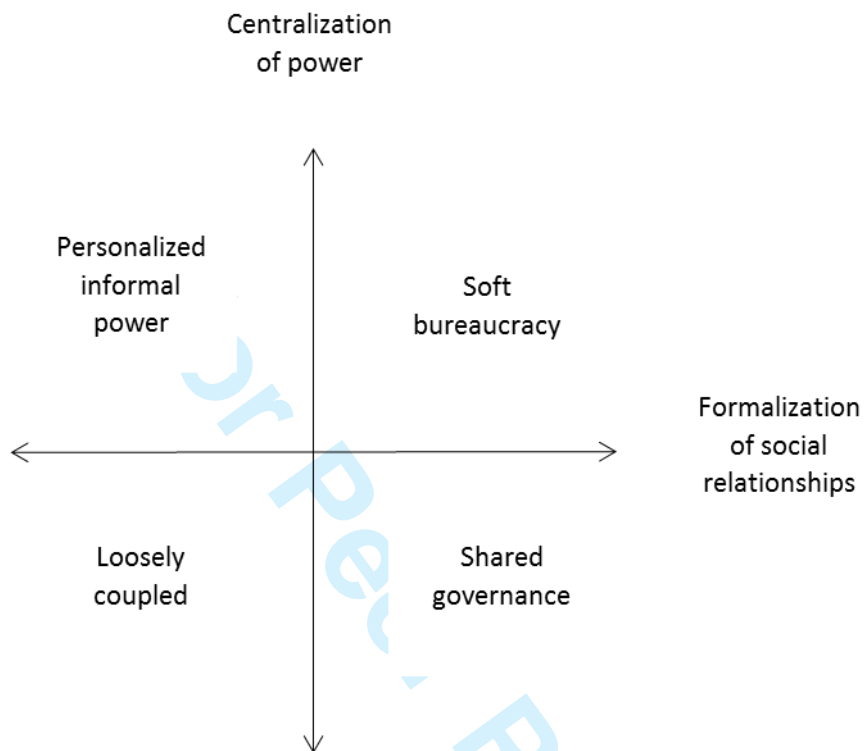 Centralization
of power
Personalized
informal
power
Soft
bureaucracy
Formalization
of social
relationships
Loosely
coupled
Shared
governance